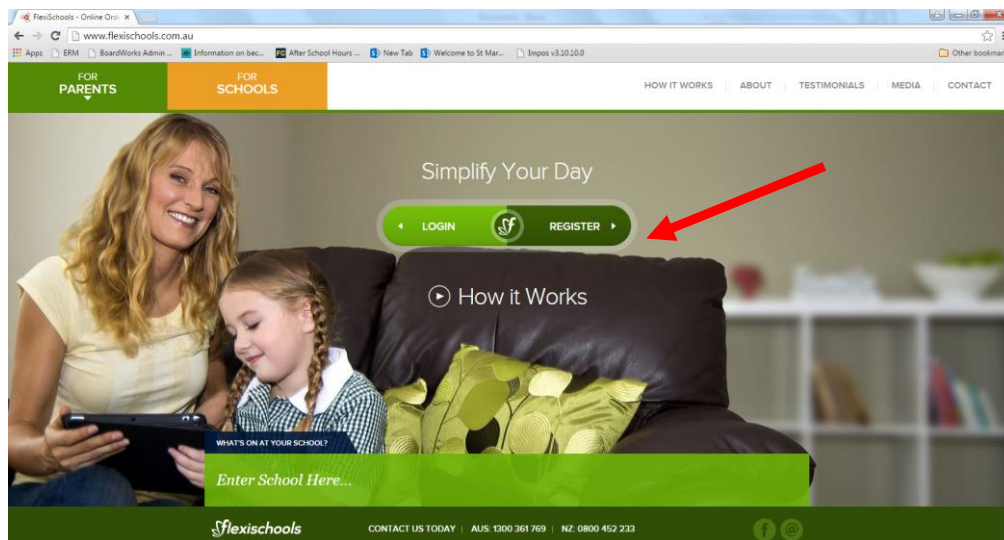 FlexiSchools - Online Ord
www.flexischools.com.au
Apps ERM BoardWorks Admin ... Information on bec... After School Hours ... New Tab Welcome to St Mar... Impos v3.10.10.0 Other bookmar
FOR PARENTS
FOR SCHOOLS
HOW IT WORKS ABOUT TESTIMONIALS MEDIA CONTACT
Simplify Your Day
LOGIN REGISTER
How it Works
WHAT'S ON AT YOUR SCHOOL?
Enter School Here...
flexischools CONTACT US TODAY | AUS: 1300 361 769 | NZ: 0800 452 233